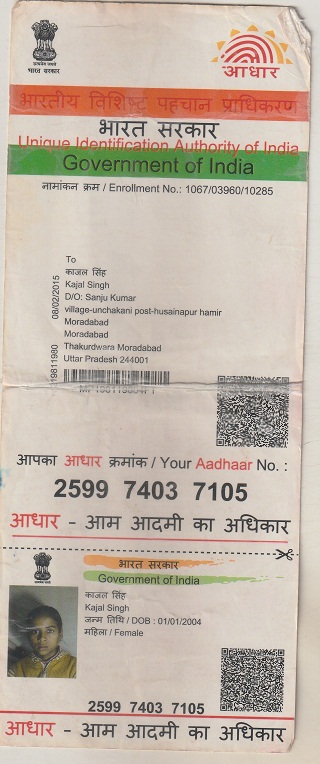 भारत सरकार
आधार
भारतीय विशिष्ट पहचान प्राधिकरण
भारत सरकार
Unique Identification Authority of India
Government of India
नामांकन क्रम / Enrollment No.: 1067/03960/10285
To
काजल सिंह
Kajal Singh
D/O: Sanju Kumar
village-unchakani post-husainapur hamir
Moradabad
Moradabad
Thakurdwara Moradabad
Uttar Pradesh 244001
08/02/2015
आपका आधार क्रमांक / Your Aadhaar No. :
2599 7403 7105
आधार - आम आदमी का अधिकार
भारत सरकार
Government of India
काजल सिंह
Kajal Singh
जन्म तिथि / DOB : 01/01/2004
महिला / Female
2599 7403 7105
आधार - आम आदमी का अधिकार